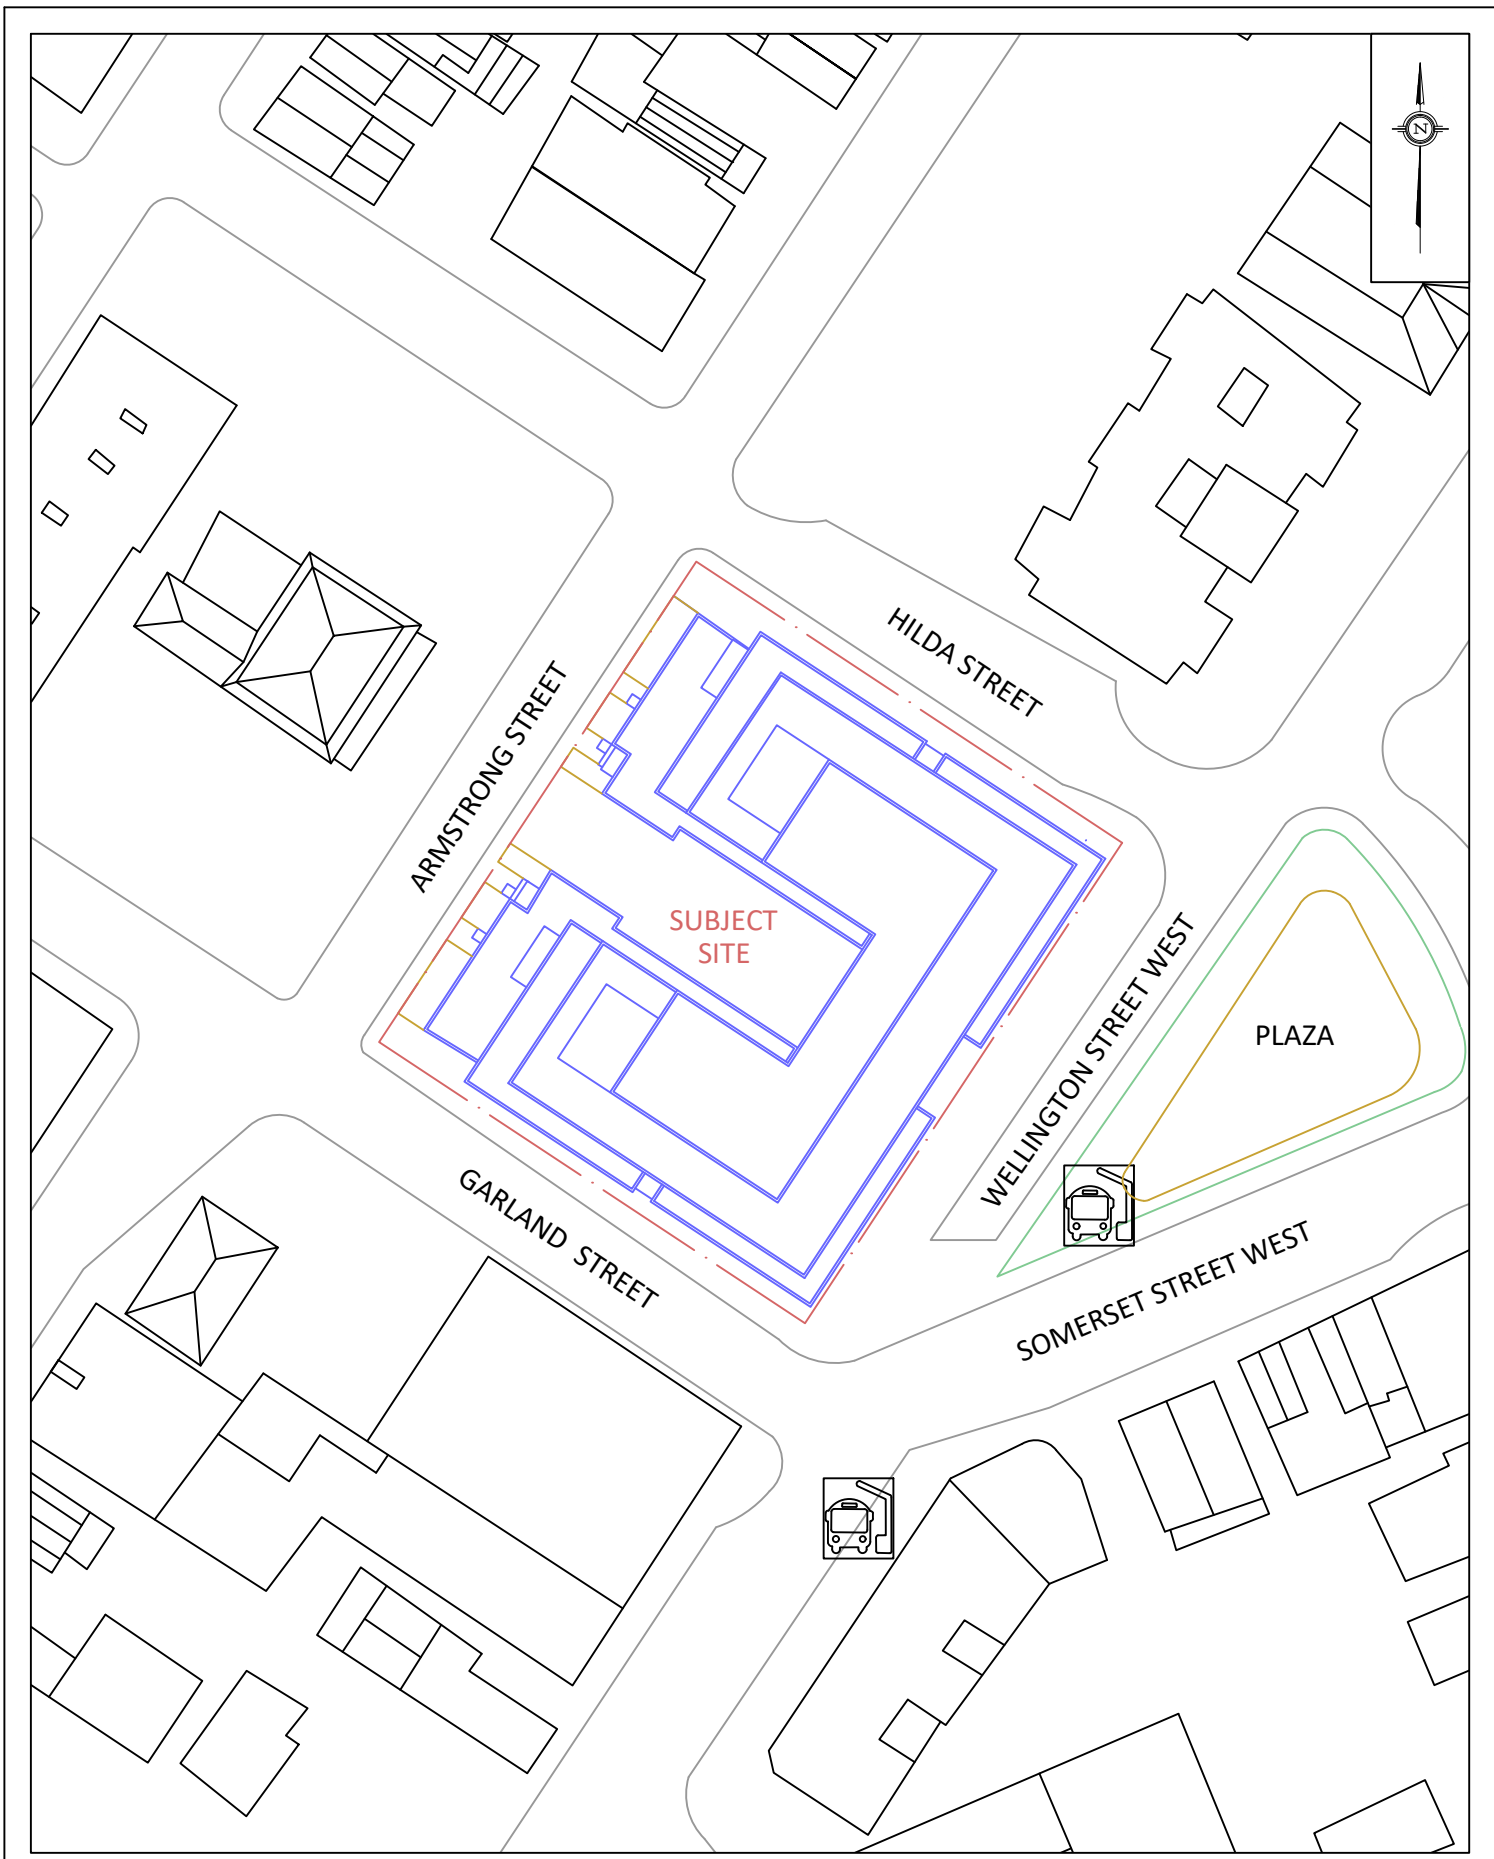 N
HILDA STREET
ARMSTRONG STREET
SUBJECT
SITE
WELLINGTON STREET WEST
PLAZA
GARLAND STREET
SOMERSET STREET WEST